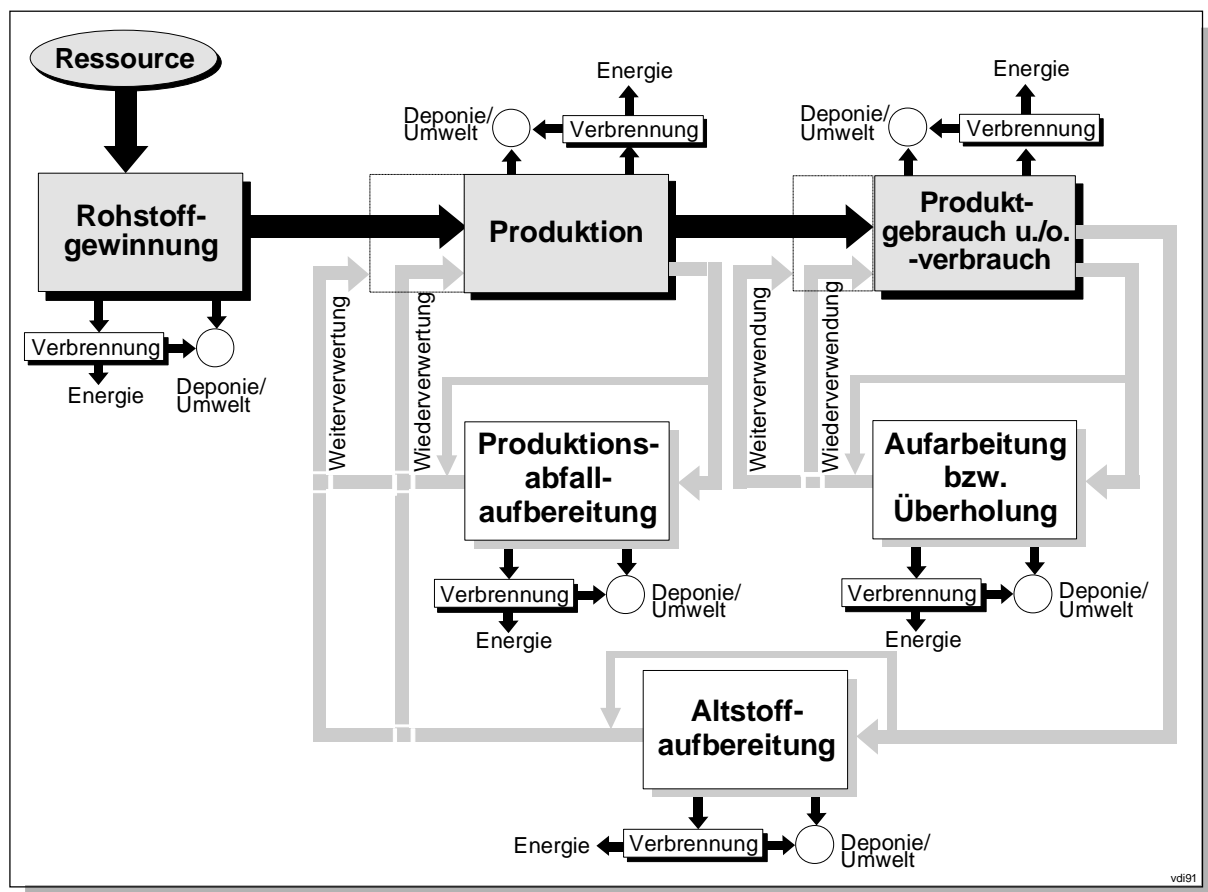 Ressource
Energie
Energie
Deponie/
Umwelt
Verbrennung
Deponie/
Umwelt
Verbrennung
Rohstoff-
gewinnung
Produktion
Produkt-
gebrauch u./o.
-verbrauch
Verbrennung
Energie
Deponie/
Umwelt
Weiterverwertung
Wiederverwertung
Weiterverwendung
Wiederverwendung
Produktions-
abfall-
aufbereitung
Aufarbeitung
bzw.
Überholung
Verbrennung
Deponie/
Umwelt
Energie
Verbrennung
Deponie/
Umwelt
Energie
Altstoff-
aufbereitung
Energie
Verbrennung
Deponie/
Umwelt
vdi91